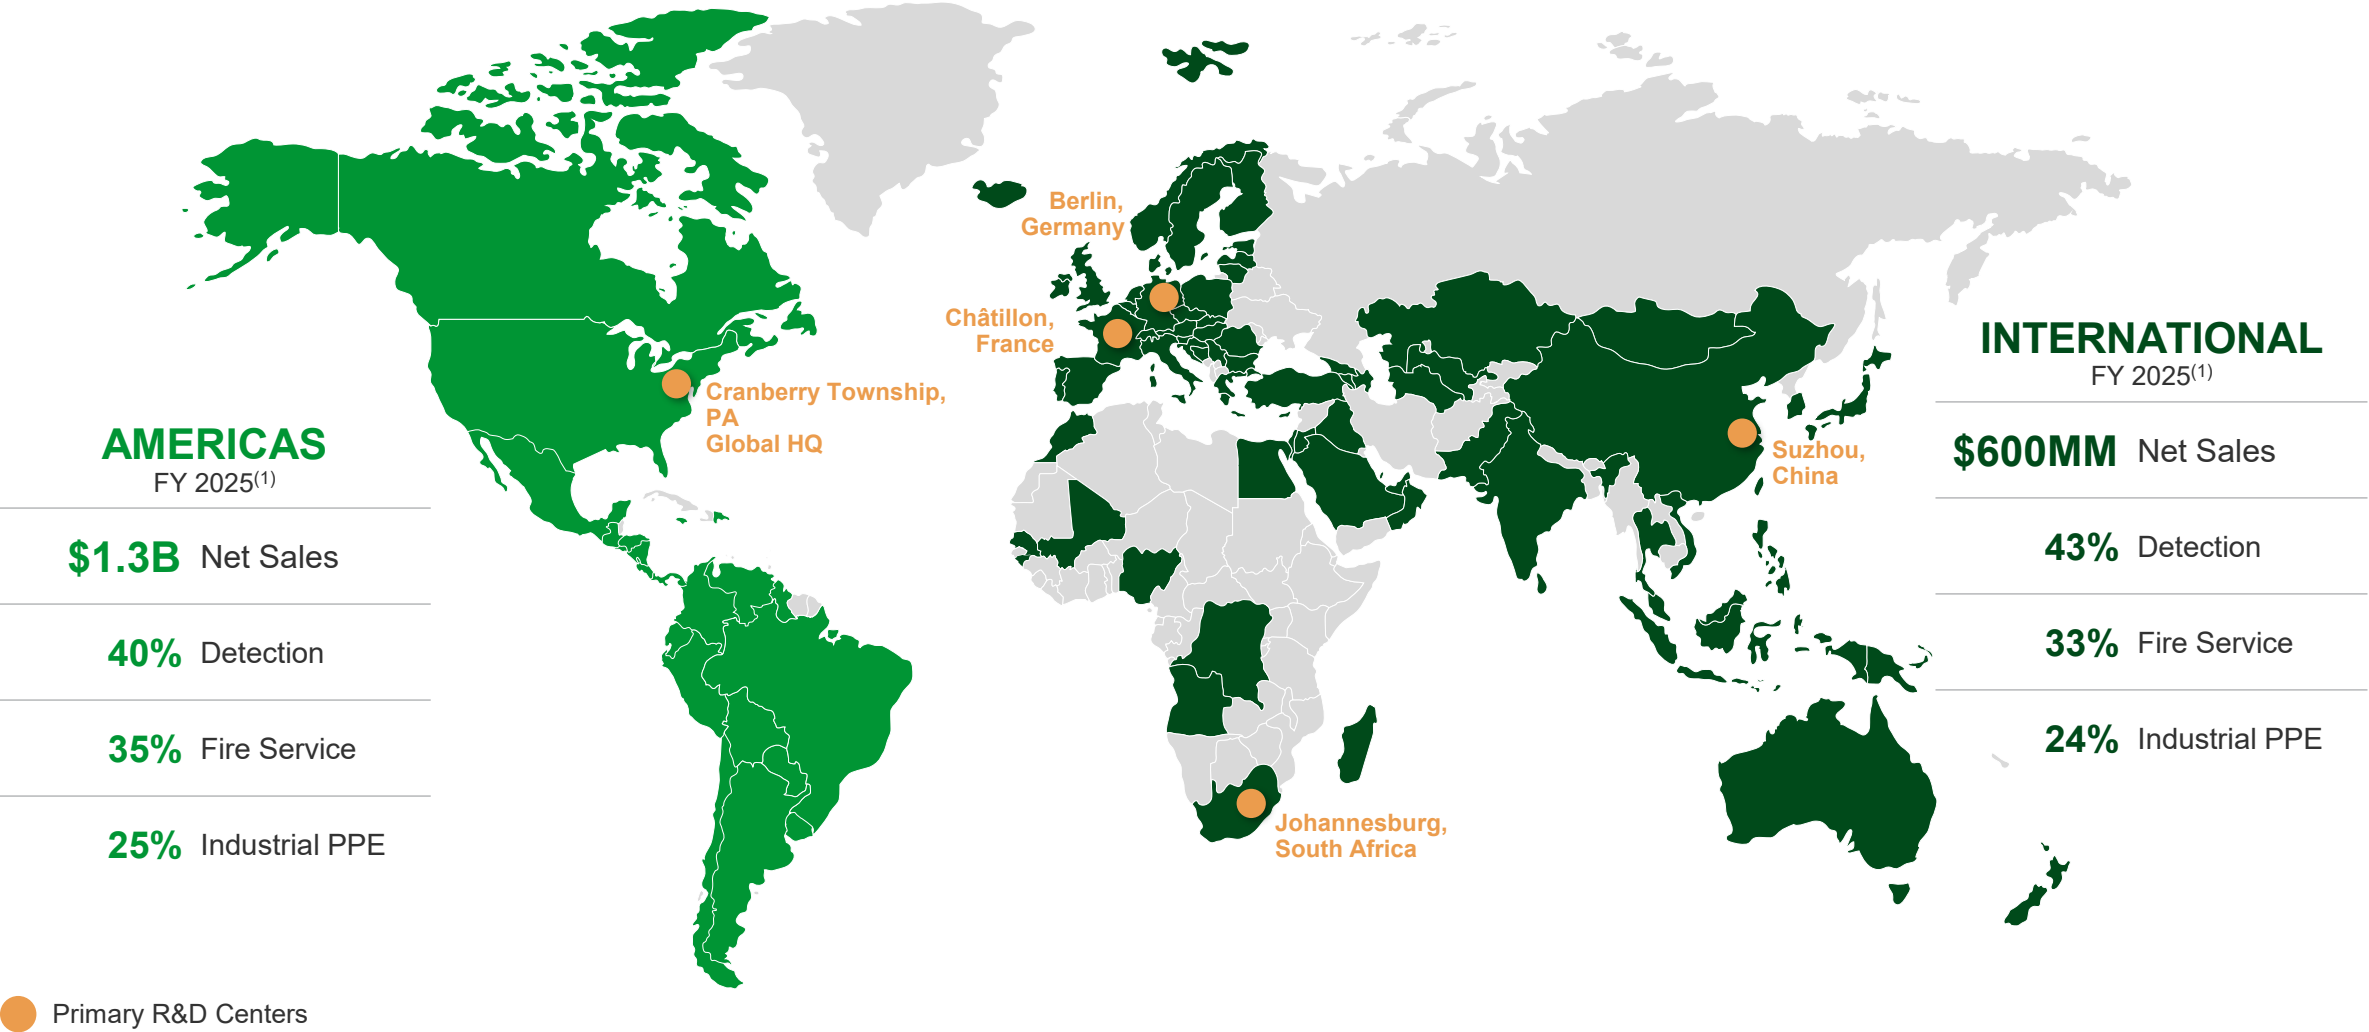 AMERICAS
FY 2025(1)
$1.3B Net Sales
40% Detection
35% Fire Service
25% Industrial PPE
Primary R&D Centers
Berlin,
Germany
Châtillon,
France
Cranberry Township,
PA
Global HQ
Suzhou,
China
Johannesburg,
South Africa
INTERNATIONAL
FY 2025(1)
$600MM Net Sales
43% Detection
33% Fire Service
24% Industrial PPE